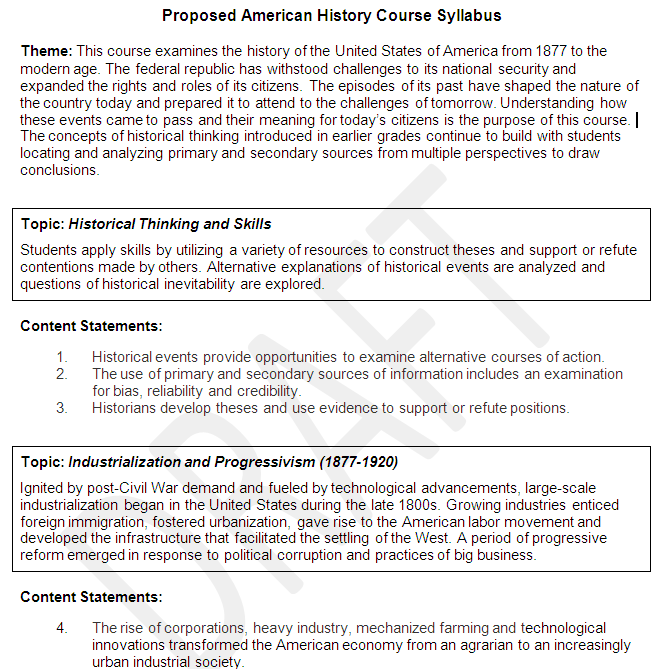 Proposed American History Course Syllabus
Theme: This course examines the history of the United States of America from 1877 to the
modern age. The federal republic has withstood challenges to its national security and
expanded the rights and roles of its citizens. The episodes of its past have shaped the nature of
the country today and prepared it to attend to the challenges of tomorrow. Understanding how
these events came to pass and their meaning for today's citizens is the purpose of this course.
The concepts of historical thinking introduced in earlier grades continue to build with students
locating and analyzing primary and secondary sources from multiple perspectives to draw
conclusions.
Topic: Historical Thinking and Skills
Students apply skills by utilizing a variety of resources to construct theses and support or refute
contentions made by others. Alternative explanations of historical events are analyzed and
questions of historical inevitability are explored.
Content Statements:
1. Historical events provide opportunities to examine alternative courses of action.
2. The use of primary and secondary sources of information includes an examination
for bias, reliability and credibility.
3. Historians develop theses and use evidence to support or refute positions.
Topic: Industrialization and Progressivism (1877-1920)
Ignited by post-Civil War demand and fueled by technological advancements, large-scale
industrialization began in the United States during the late 1800s. Growing industries enticed
foreign immigration, fostered urbanization, gave rise to the American labor movement and
developed the infrastructure that facilitated the settling of the West. A period of progressive
reform emerged in response to political corruption and practices of big business.
Content Statements:
4. The rise of corporations, heavy industry, mechanized farming and technological
innovations transformed the American economy from an agrarian to an increasingly
urban industrial society.
DRAFT